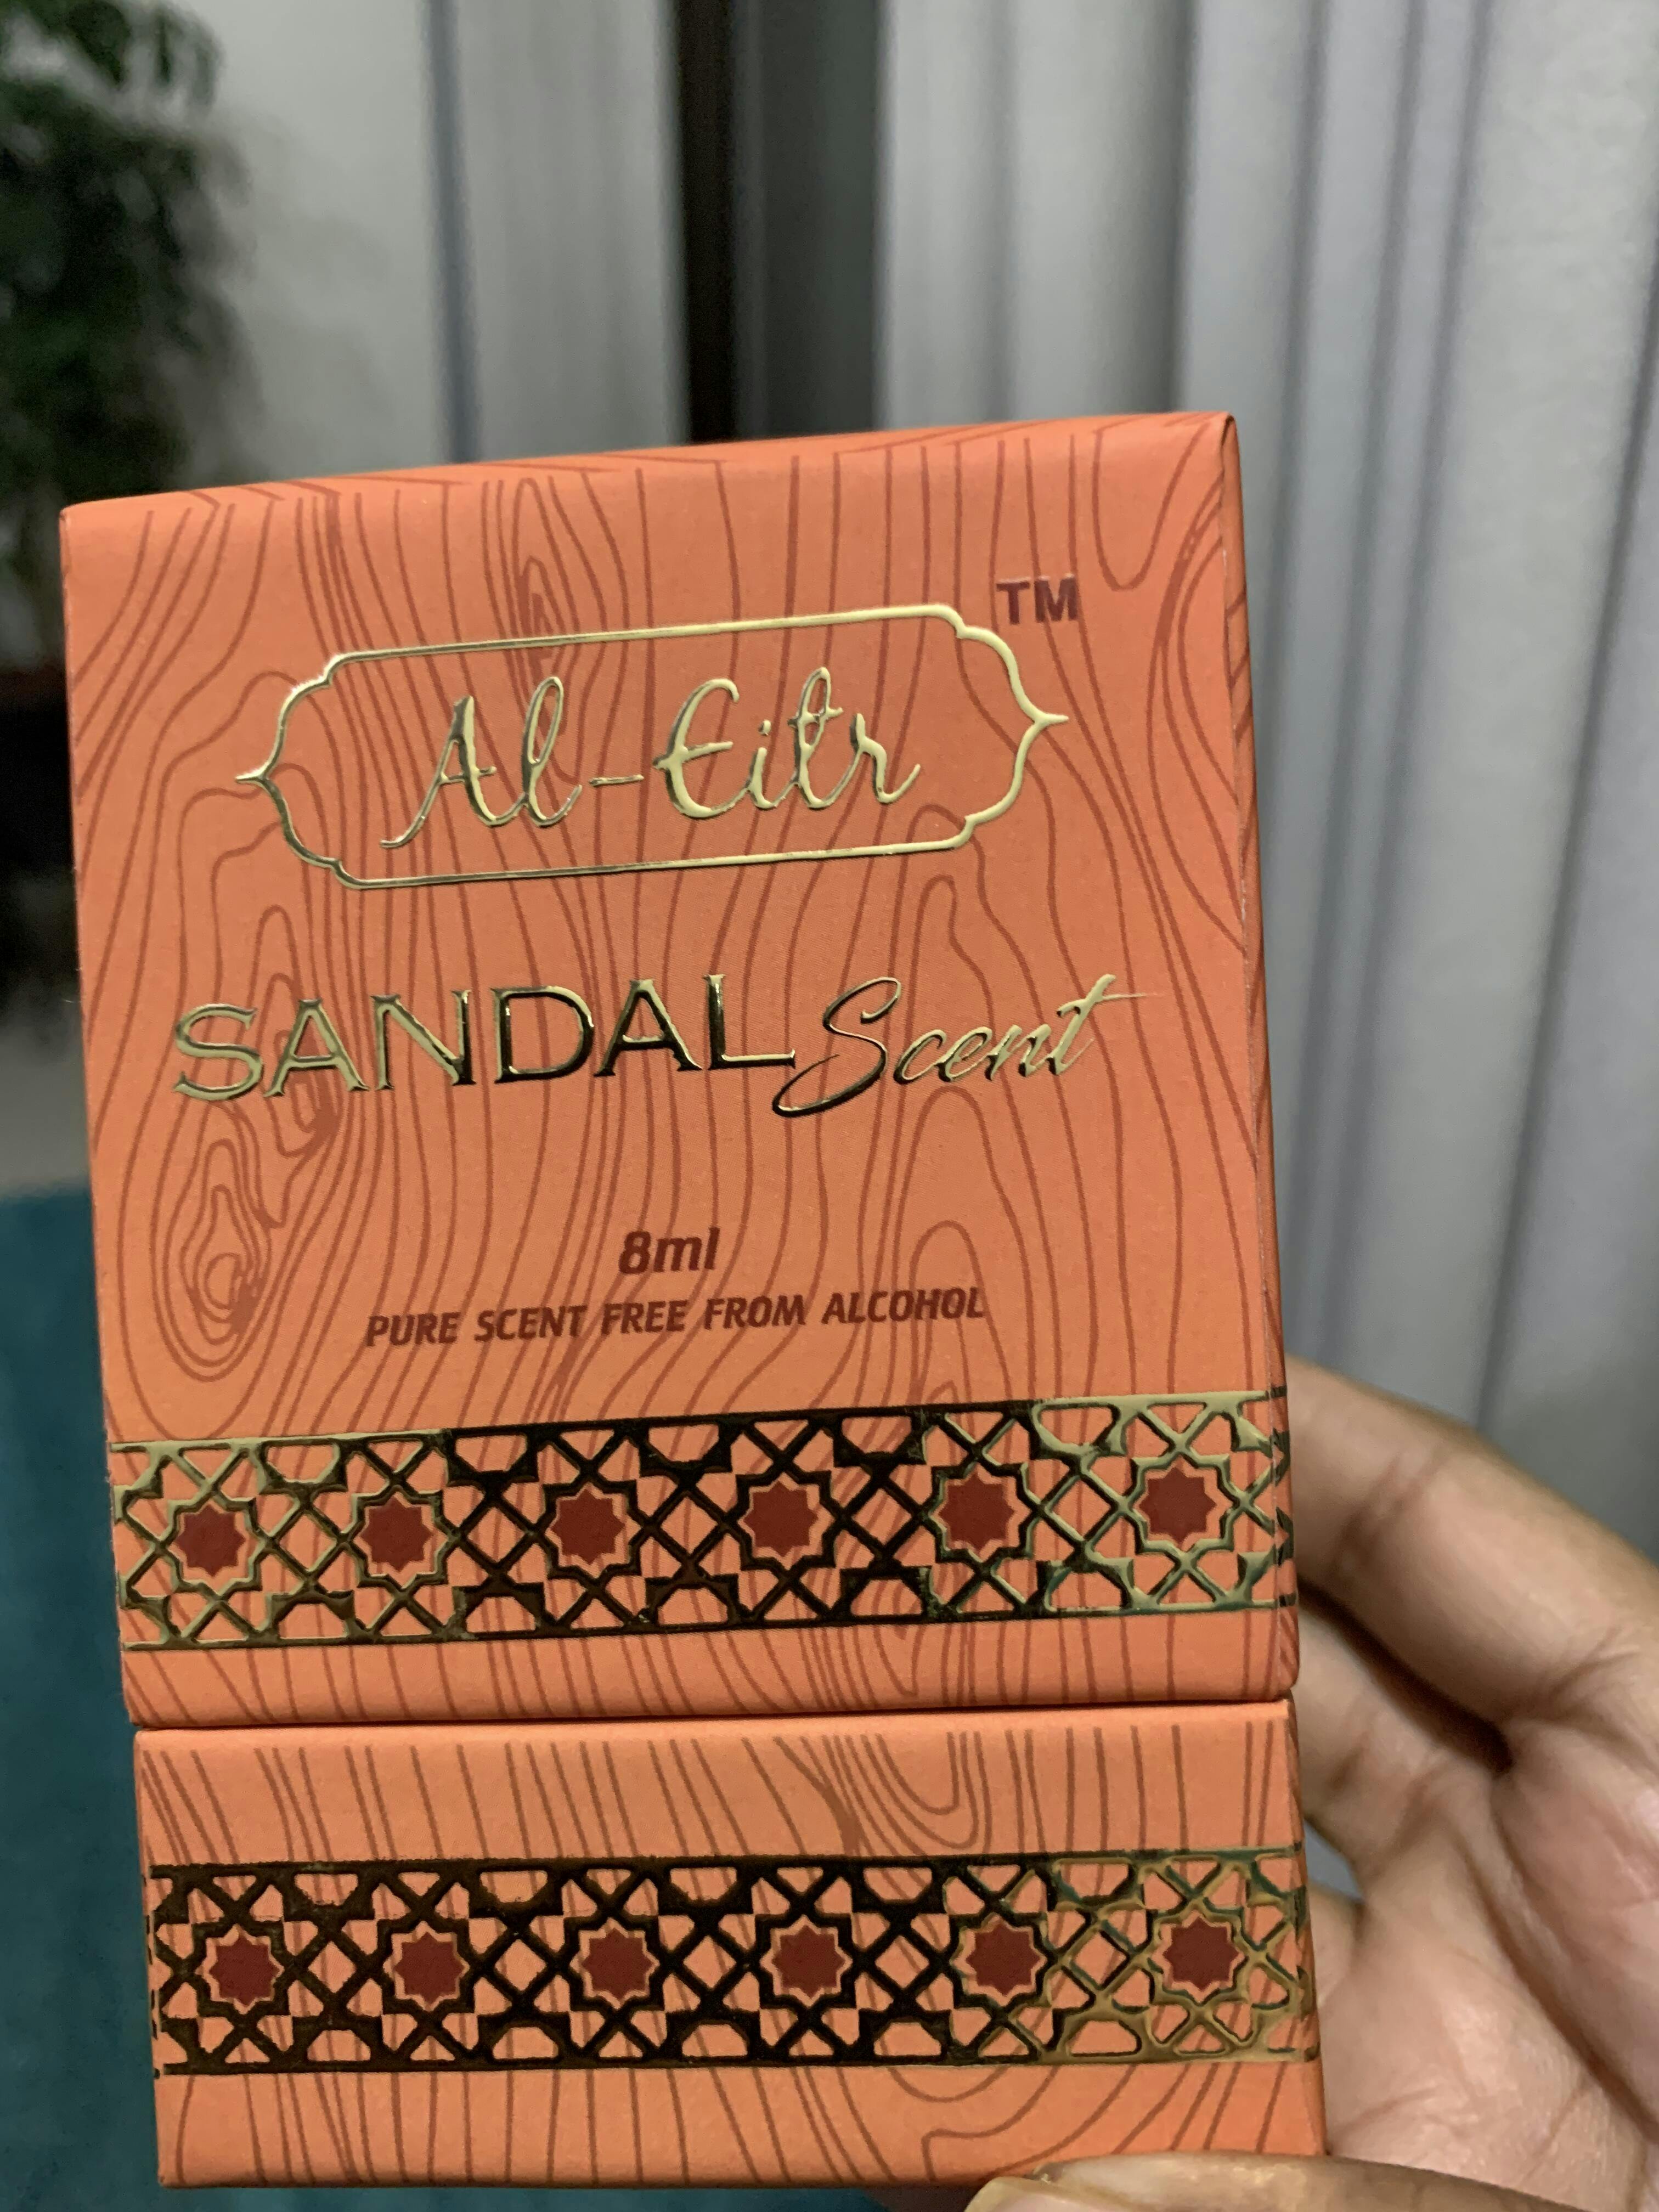 TM
Al-Eitr
SANDAL Scent
8ml
PURE SCENT FREE FROM ALCOHOL